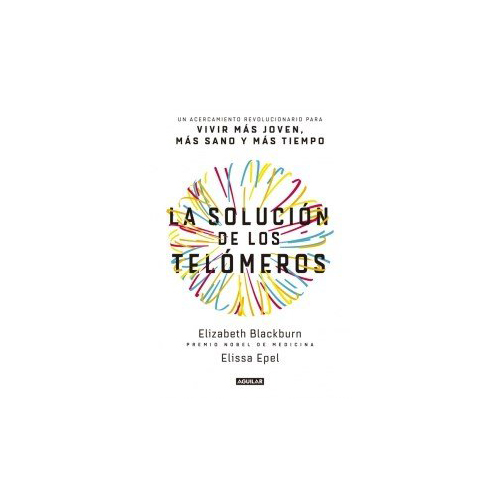 UN ACERCAMIENTO REVOLUCIONARIO PARA
VIVIR MÁS JOVEN,
MÁS SANO Y MÁS TIEMPO
LA SOLUCIÓN
DE LOS
TELÓMEROS
Elizabeth Blackburn
PREMIO NOBEL DE MEDICINA
Elissa Epel
AGUILAR